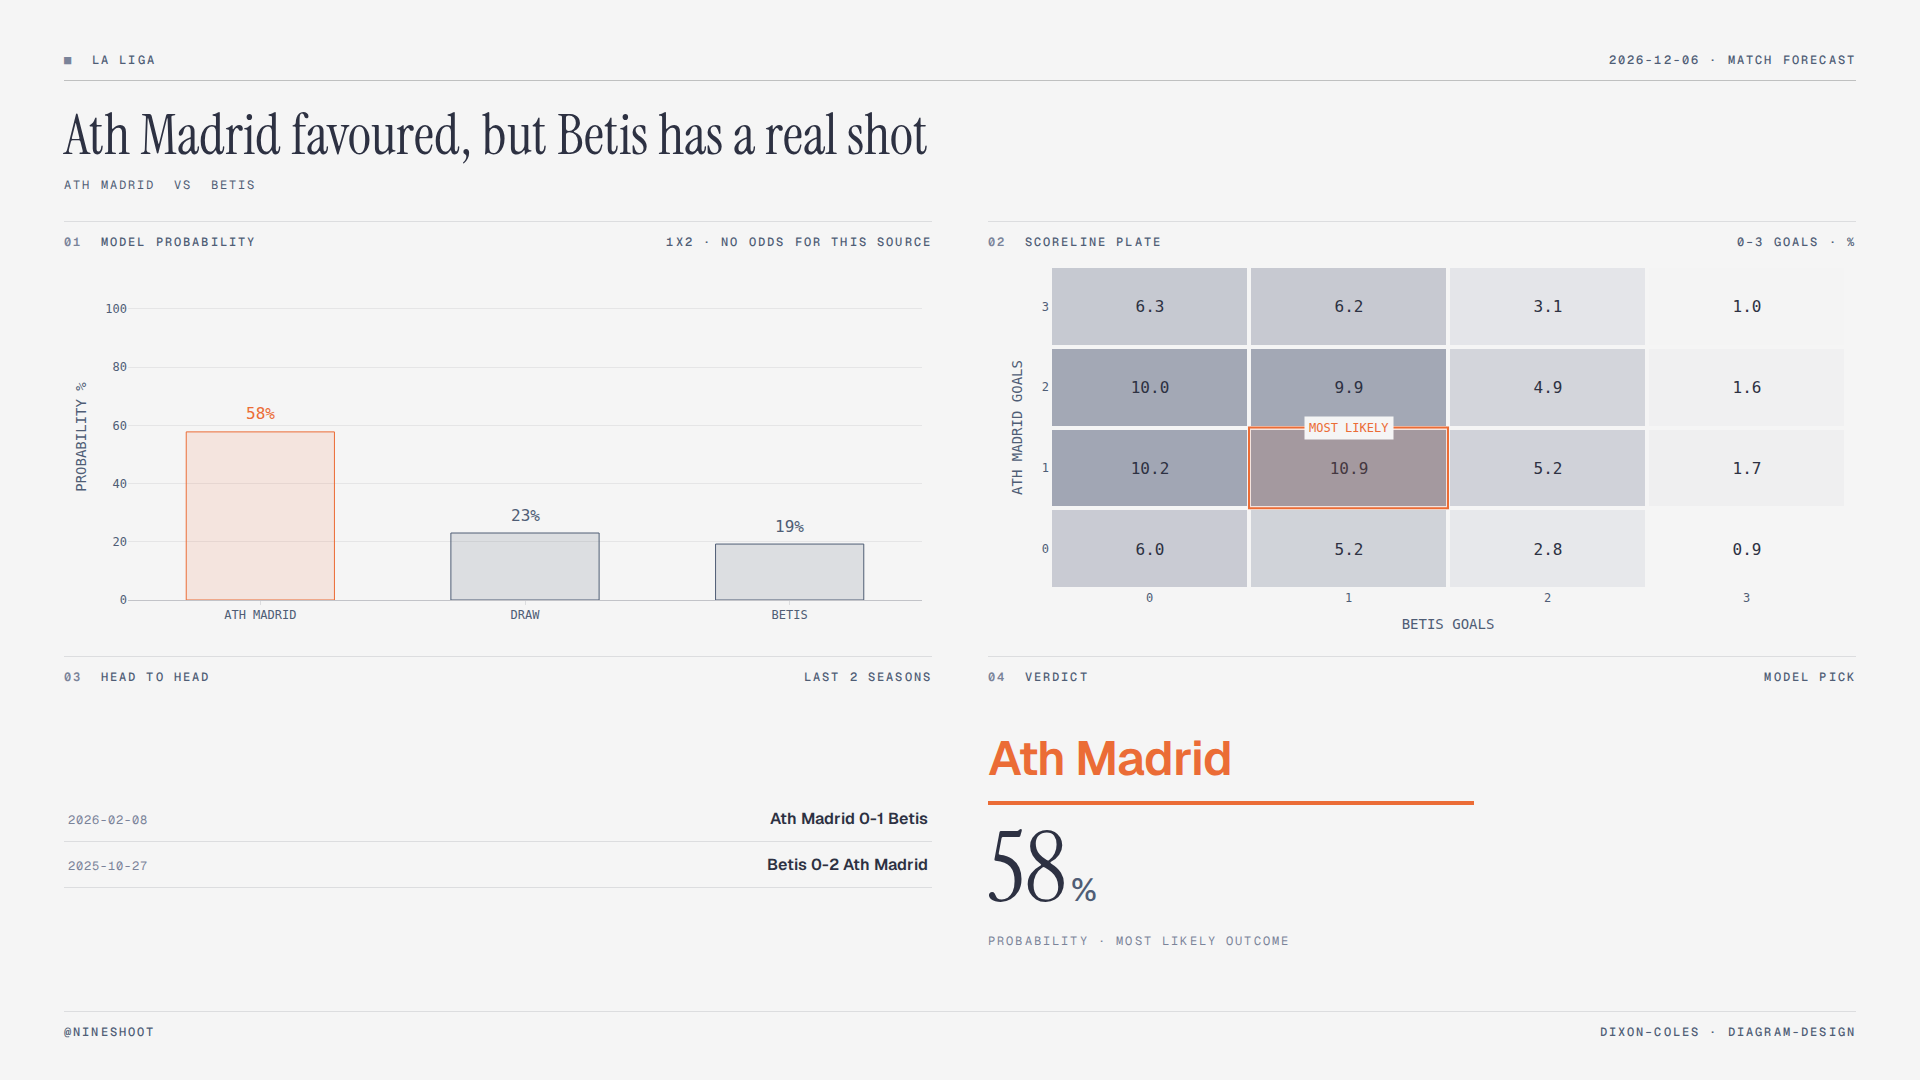 LA LIGA
2026-12-06 · MATCH FORECAST
Ath Madrid favoured, but Betis has a real shot
ATH MADRID VS BETIS
01 MODEL PROBABILITY
1X2 · NO ODDS FOR THIS SOURCE
PROBABILITY %
100
80
60
40
20
0
58%
23%
19%
ATH MADRID
DRAW
BETIS
02 SCORELINE PLATE
0-3 GOALS · %
ATH MADRID GOALS
3 6.3 6.2 3.1 1.0
2 10.0 9.9 4.9 1.6
MOST LIKELY
1 10.2 10.9 5.2 1.7
0 6.0 5.2 2.8 0.9
0 1 2 3
BETIS GOALS
03 HEAD TO HEAD
LAST 2 SEASONS
2026-02-08 Ath Madrid 0-1 Betis
2025-10-27 Betis 0-2 Ath Madrid
04 VERDICT
MODEL PICK
Ath Madrid
58 %
PROBABILITY · MOST LIKELY OUTCOME
@NINESHOOT
DIXON-COLES · DIAGRAM-DESIGN